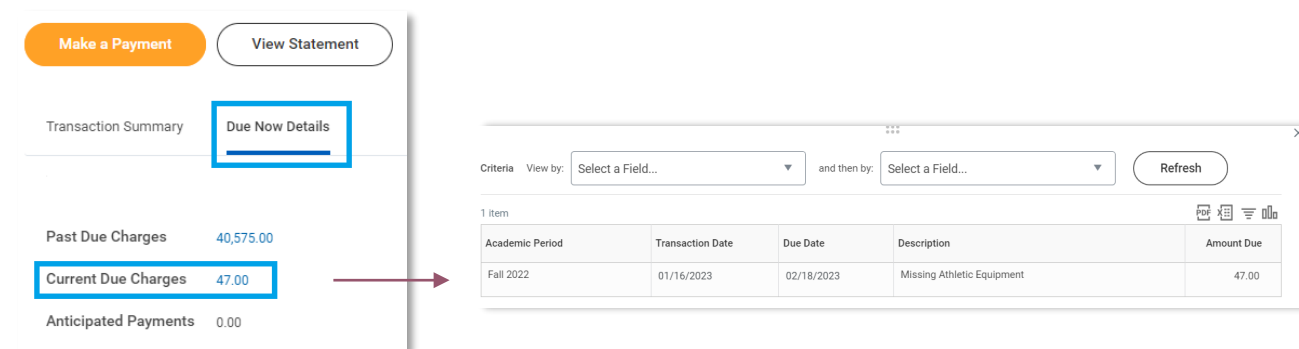 Make a Payment View Statement
Transaction Summary Due Now Details
Past Due Charges 40,575.00
Current Due Charges 47.00
Anticipated Payments 0.00
Criteria View by: Select a Field... and then by: Select a Field... Refresh
1 item
PDF X
Academic Period Transaction Date Due Date Description Amount Due
Fall 2022 01/16/2023 02/18/2023 Missing Athletic Equipment 47.00